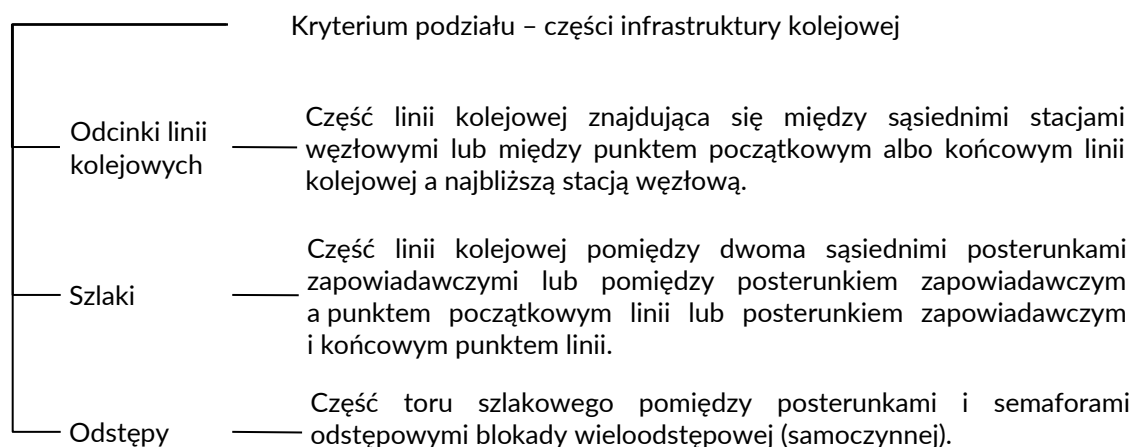 Kryterium podziału – części infrastruktury kolejowej
Odcinki linii
kolejowych
Część linii kolejowej znajdująca się między sąsiednimi stacjami
węzłowymi lub między punktem początkowym albo końcowym linii
kolejowej a najbliższą stacją węzłową.
Szlaki
Część linii kolejowej pomiędzy dwoma sąsiednimi posterunkami
zapowiadawczymi lub pomiędzy posterunkiem zapowiadawczym
a punktem początkowym linii lub posterunkiem zapowiadawczym
i końcowym punktem linii.
Odstępy
Część toru szlakowego pomiędzy posterunkami i semaforami
odstępowymi blokady wieloodstępowej (samoczynnej).